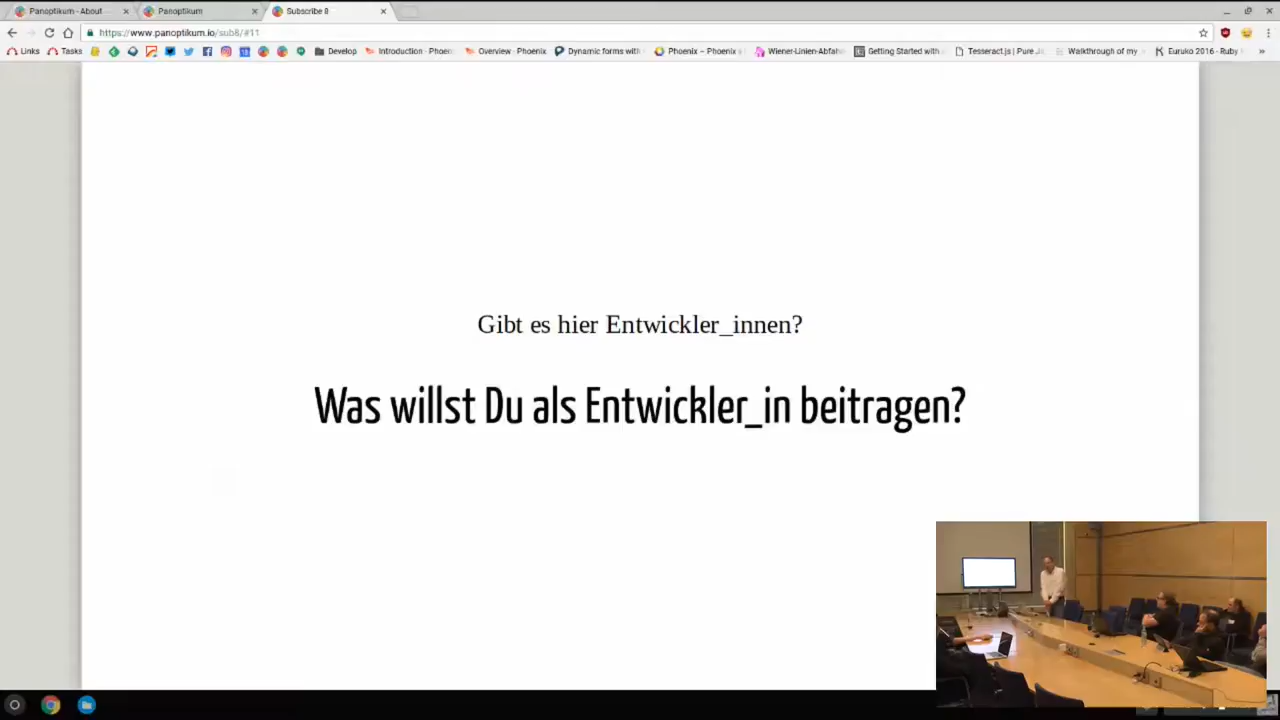 Panoptikum - About
Panoptikum
Subscribe 8
https://www.panoptikum.io/sub8/#11
Links
Tasks
Develop
Introduction · Phoen
Overview · Phoenix
Dynamic forms with
Phoenix – Phoenix
Wiener-Linien-Abfah
Getting Started with
Tesseract.js | Pure
Walkthrough of my
Euruko 2016 - Ruby
Gibt es hier Entwickler_innen?
Was willst Du als Entwickler_in beitragen?